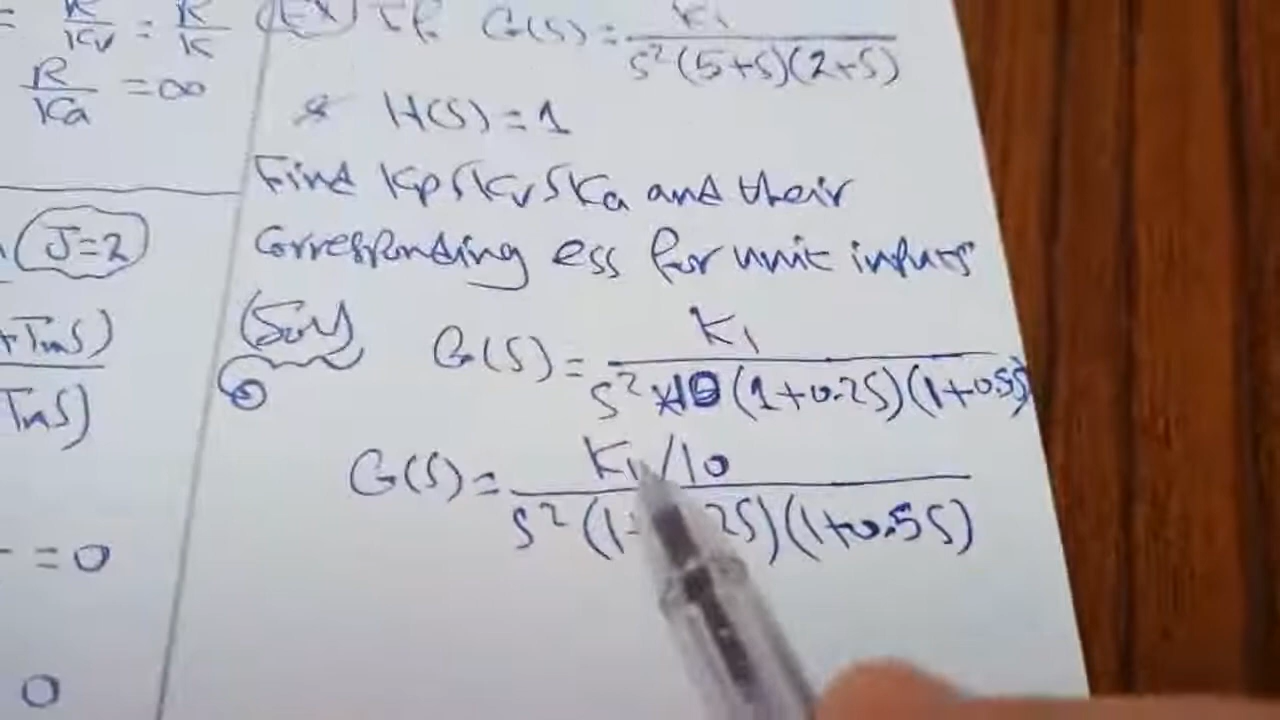 = R/Kv = R/K
R/Ka = ∞
J=2
+TmS)
TnS)
= 0
0
Ex If G(s) = K1 / s²(5+s)(2+s)
& H(s) = 1
Find Kp, Kv, Ka and their
corresponding ess for unit inputs
(Sol)
G(s) = K1 / s² × 10 (1+0.2s)(1+0.5s)
G(s) = K1/10 / s²(1+ .2s)(1+0.5s)